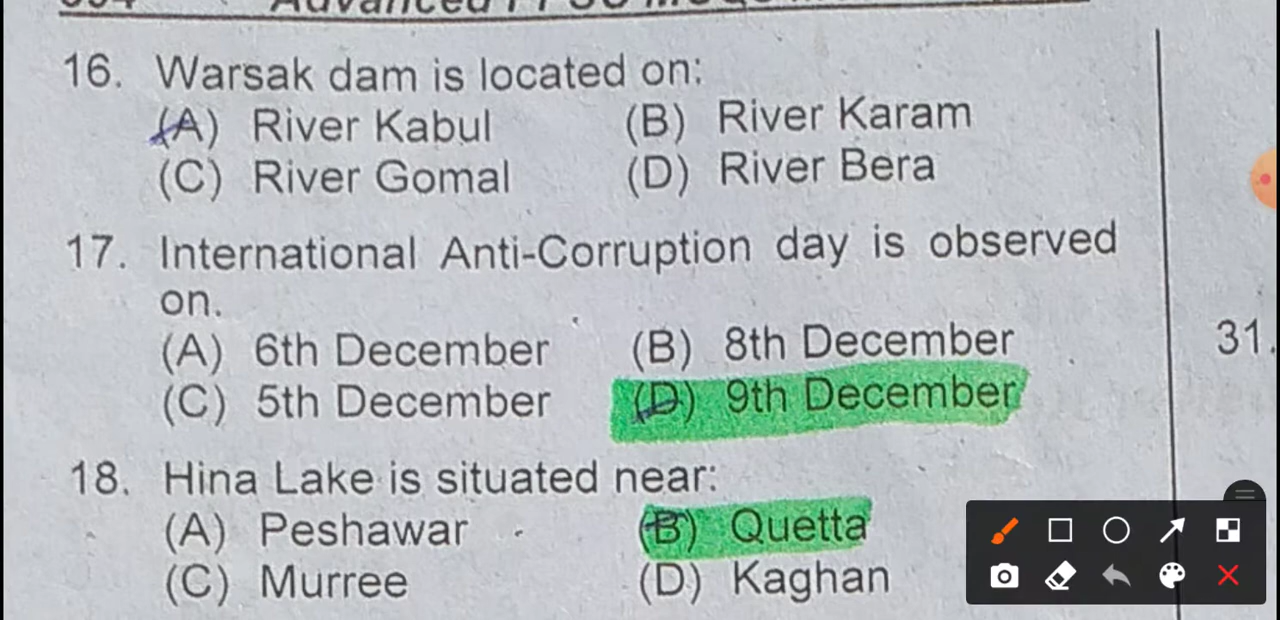 16. Warsak dam is located on:
(A) River Kabul (B) River Karam
(C) River Gomal (D) River Bera
17. International Anti-Corruption day is observed
on.
(A) 6th December (B) 8th December
(C) 5th December (D) 9th December
18. Hina Lake is situated near:
(A) Peshawar (B) Quetta
(C) Murree (D) Kaghan
31.